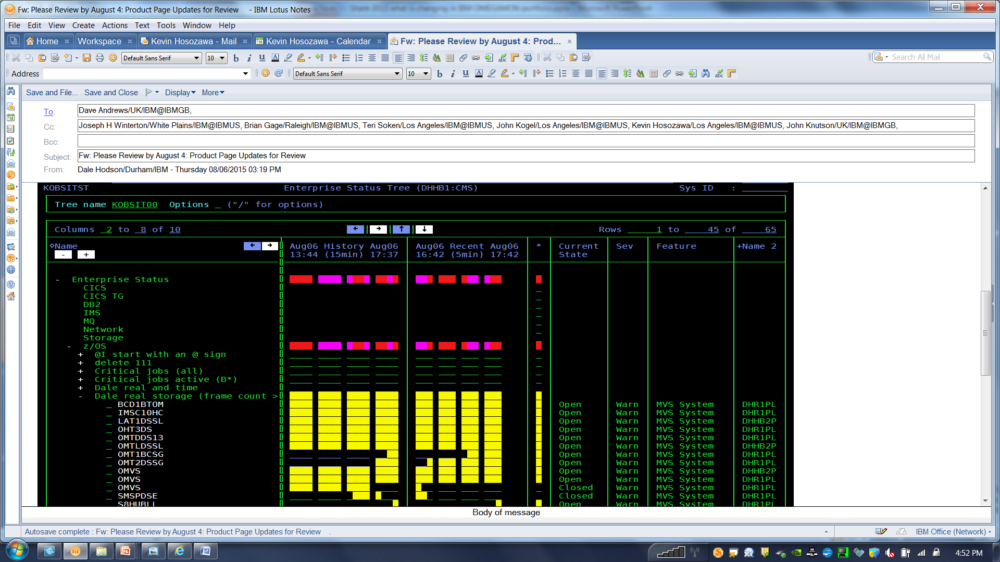 Fw: Please Review by August 4: Product Page Updates for Review - IBM Lotus Notes
File Edit View Create Actions Text Tools Window Help
Home Workspace Kevin Hosozawa - Mail Kevin Hosozawa - Calendar Fw: Please Review by August 4: Prod...
Default Sans Serif 10 Search All Mail
Address Default Sans Serif 10
Save and File... Save and Close Display More
To: Dave Andrews/UK/IBM@IBMGB,
Cc: Joseph H Winterton/White Plains/IBM@IBMUS, Brian Gage/Raleigh/IBM@IBMUS, Teri Soken/Los Angeles/IBM@IBMUS, John Kogel/Los Angeles/IBM@IBMUS, Kevin Hosozawa/Los Angeles/IBM@IBMUS, John Knutson/UK/IBM@IBMGB,
Bcc:
Subject: Fw: Please Review by August 4: Product Page Updates for Review
From: Dale Hodson/Durham/IBM - Thursday 08/06/2015 03:19 PM
KOBSITST Enterprise Status Tree (DHHB1:CMS) Sys ID : ________
Tree name KOBSIT00 Options _ ("/" for options)
Columns 2 to 8 of 10 ← | → | ↑ | ↓ Rows 1 to 45 of 65
◇Name ← → Aug06 History Aug06 Aug06 Recent Aug06 * Current Sev Feature +Name 2
- + 13:44 (15min) 17:37 16:42 (5min) 17:42 State
- Enterprise Status
CICS
CICS TG
DB2
IMS
MQ
Network
Storage
- z/OS
+ @I start with an @ sign
+ delete 111
+ Critical jobs (all)
+ Critical jobs active (B*)
+ Dale real and time
- Dale real storage (frame count >
_ BCD1BTOM Open Warn MVS System DHR1PL
_ IMSC10HC Open Warn MVS System DHR1PL
_ LAT1DSSL Open Warn MVS System DHHB2P
_ OHT3DS Open Warn MVS System DHR1PL
_ OMTDDS13 Open Warn MVS System DHR1PL
_ OMTLDSSL Open Warn MVS System DHHB2P
_ OMT1BCSG Open Warn MVS System DHR1PL
_ OMT2DSSG Open Warn MVS System DHR1PL
_ OMVS Open Warn MVS System DHHB2P
_ OMVS Open Warn MVS System DHR1PL
_ OMVS Closed Warn MVS System DHR1PL
_ SMSPDSE Closed Warn MVS System DHR1PL
S8HUBLL Open Warn MVS System DHR1PL
Body of message
Autosave complete : Fw: Please Review by August 4: Product Page Updates for Review .
IBM Office (Network)
4:52 PM